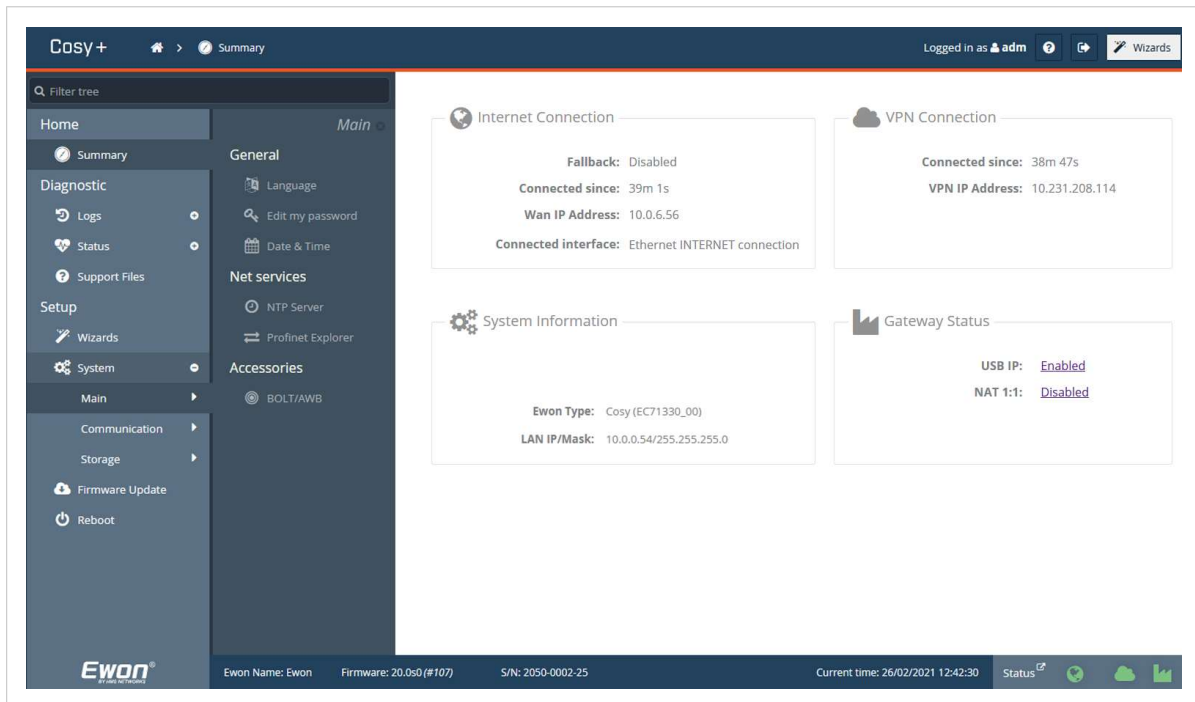 Cosy+ > Summary Logged in as adm Wizards
Filter tree
Home
Summary
Diagnostic
Logs
Status
Support Files
Setup
Wizards
System
Main
Communication
Storage
Firmware Update
Reboot
Main
General
Language
Edit my password
Date & Time
Net services
NTP Server
Profinet Explorer
Accessories
BOLT/AWB
Internet Connection
Fallback: Disabled
Connected since: 39m 1s
Wan IP Address: 10.0.6.56
Connected interface: Ethernet INTERNET connection
VPN Connection
Connected since: 38m 47s
VPN IP Address: 10.231.208.114
System Information
Ewon Type: Cosy (EC71330_00)
LAN IP/Mask: 10.0.0.54/255.255.255.0
Gateway Status
USB IP: Enabled
NAT 1:1: Disabled
Ewon®
BY HMS NETWORKS
Ewon Name: Ewon Firmware: 20.0s0 (#107) S/N: 2050-0002-25 Current time: 26/02/2021 12:42:30 Status